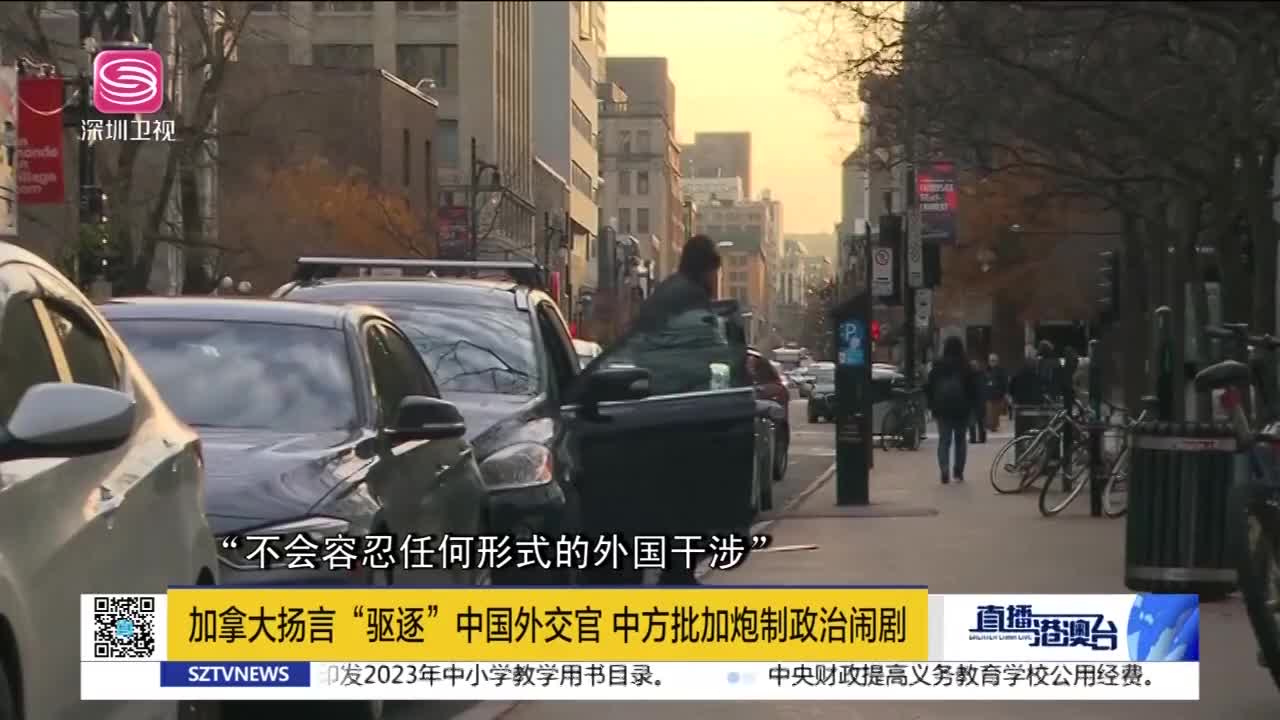 深圳卫视
monde
village
com
P
“不会容忍任何形式的外国干涉”
加拿大扬言“驱逐”中国外交官 中方批加炮制政治闹剧
直播港澳台
SZTVNEWS
印发2023年中小学教学用书目录。 中央财政提高义务教育学校公用经费。